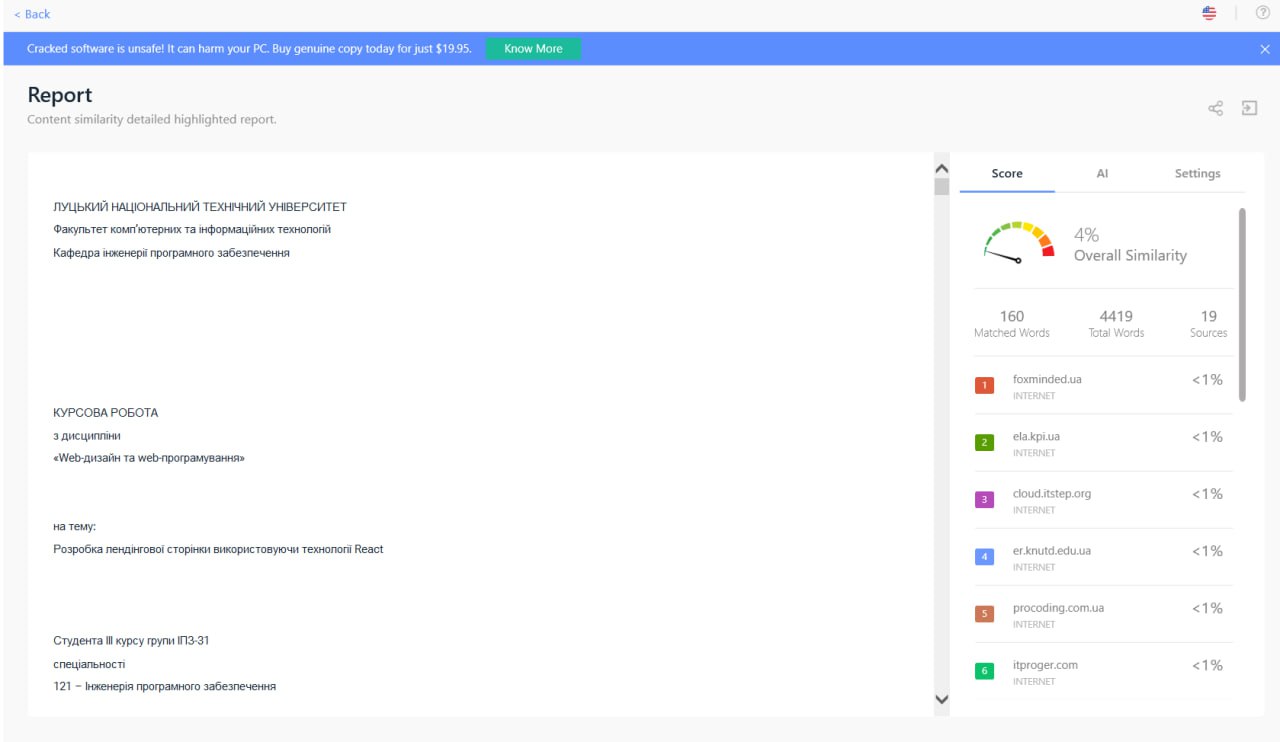 < Back
Cracked software is unsafe! It can harm your PC. Buy genuine copy today for just $19.95. Know More
Report
Content similarity detailed highlighted report.
ЛУЦЬКИЙ НАЦІОНАЛЬНИЙ ТЕХНІЧНИЙ УНІВЕРСИТЕТ
Факультет комп'ютерних та інформаційних технологій
Кафедра інженерії програмного забезпечення
КУРСОВА РОБОТА
з дисципліни
«Web-дизайн та web-програмування»
на тему:
Розробка лендінгової сторінки використовуючи технології React
Студента III курсу групи ІПЗ-31
спеціальності
121 – Інженерія програмного забезпечення
Score AI Settings
4%
Overall Similarity
160 4419 19
Matched Words Total Words Sources
1 foxminded.ua <1%
INTERNET
2 ela.kpi.ua <1%
INTERNET
3 cloud.itstep.org <1%
INTERNET
4 er.knutd.edu.ua <1%
INTERNET
5 procoding.com.ua <1%
INTERNET
6 itproger.com <1%
INTERNET